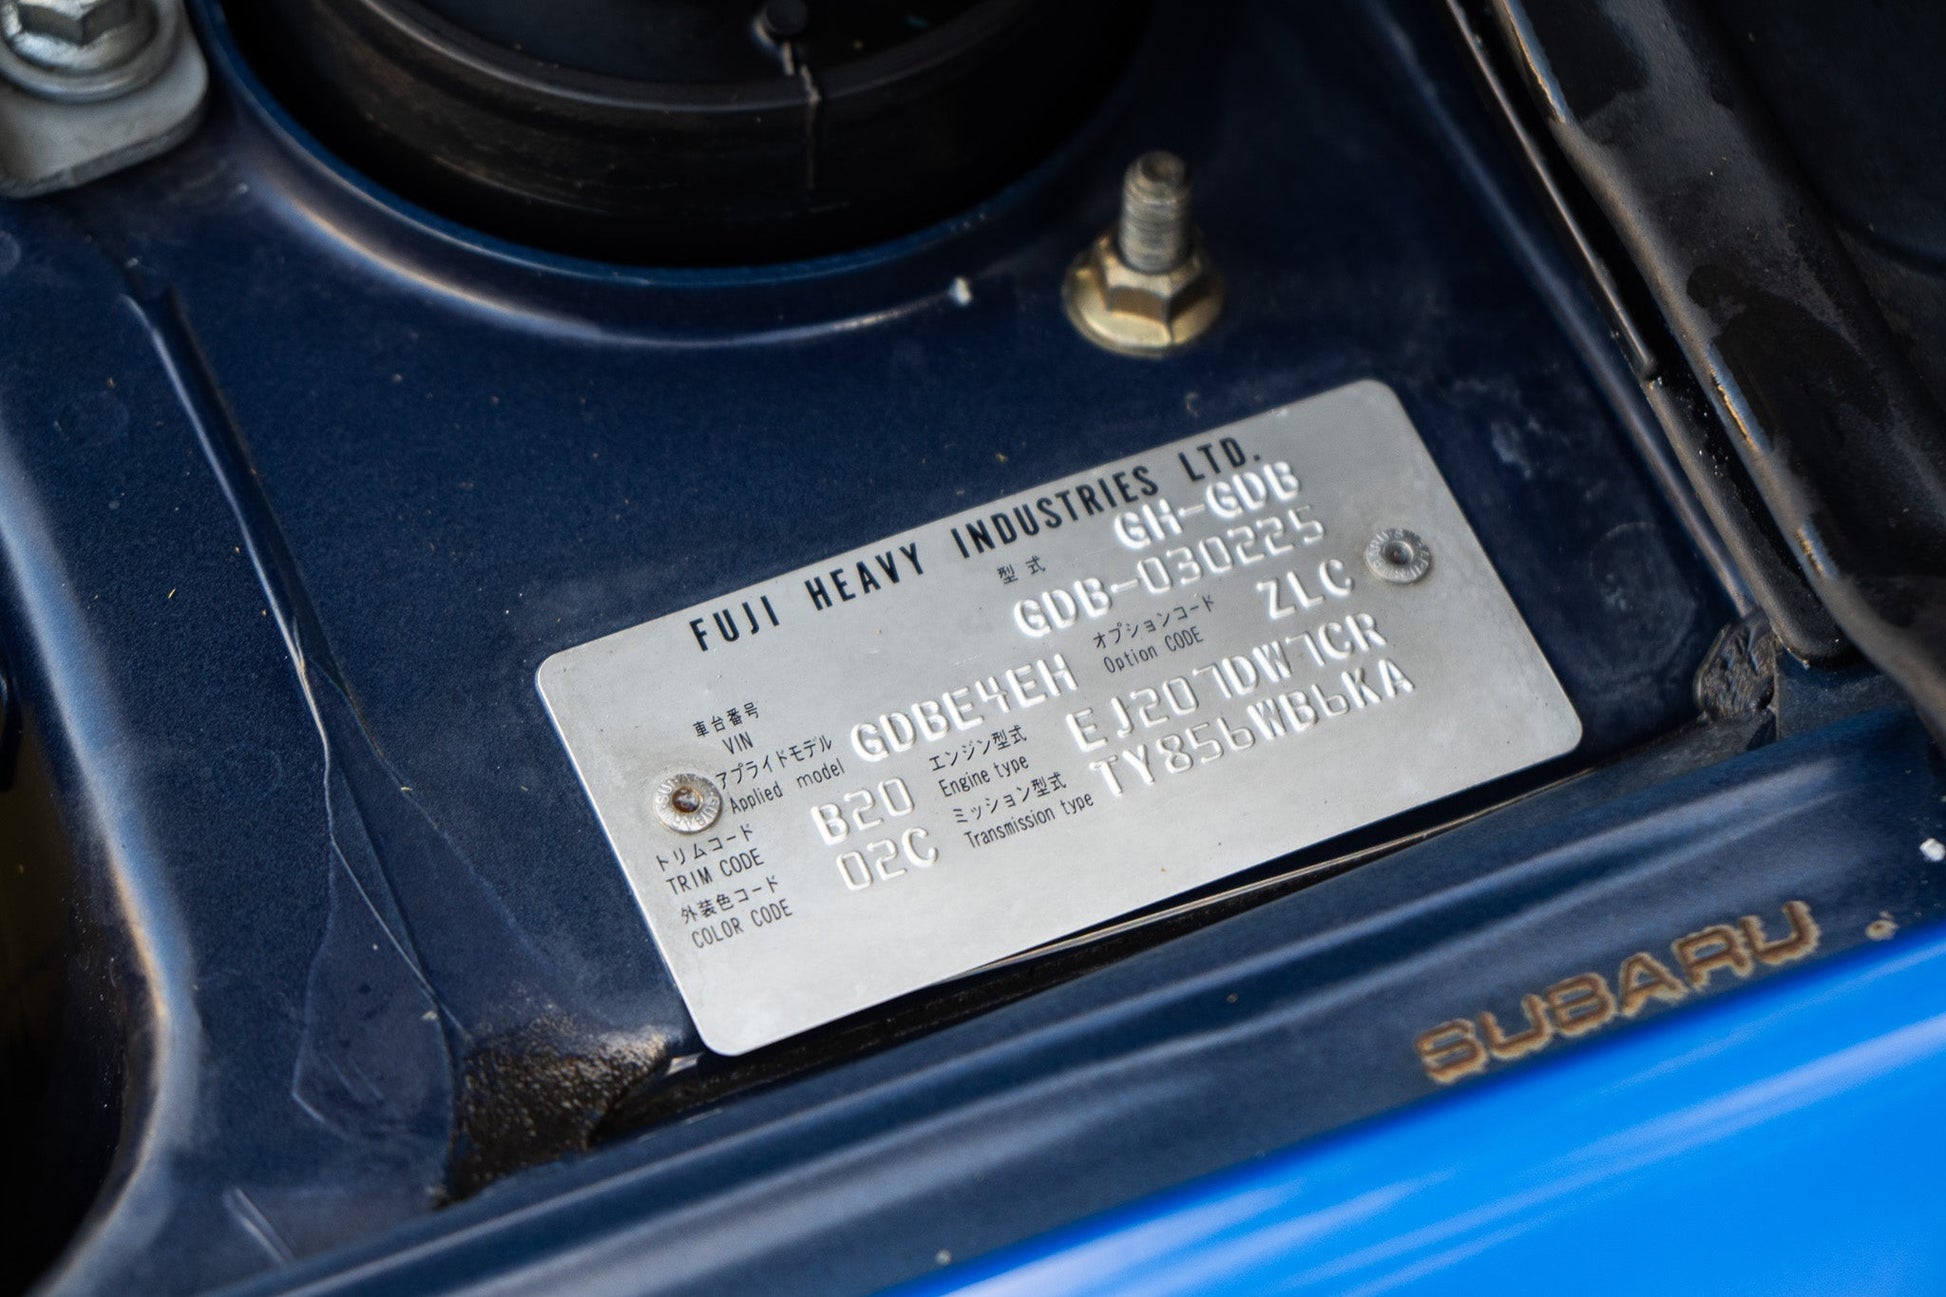 FUJI HEAVY INDUSTRIES LTD.
型式 GH-GDB
車台番号 VIN GDB-030225
アプライドモデル Applied model GDBE4EH オプションコード Option CODE ZLC
トリムコード TRIM CODE B20 エンジン型式 Engine type EJ207DW7CR
外装色コード COLOR CODE 02C ミッション型式 Transmission type TY856WB6KA
SUBARU